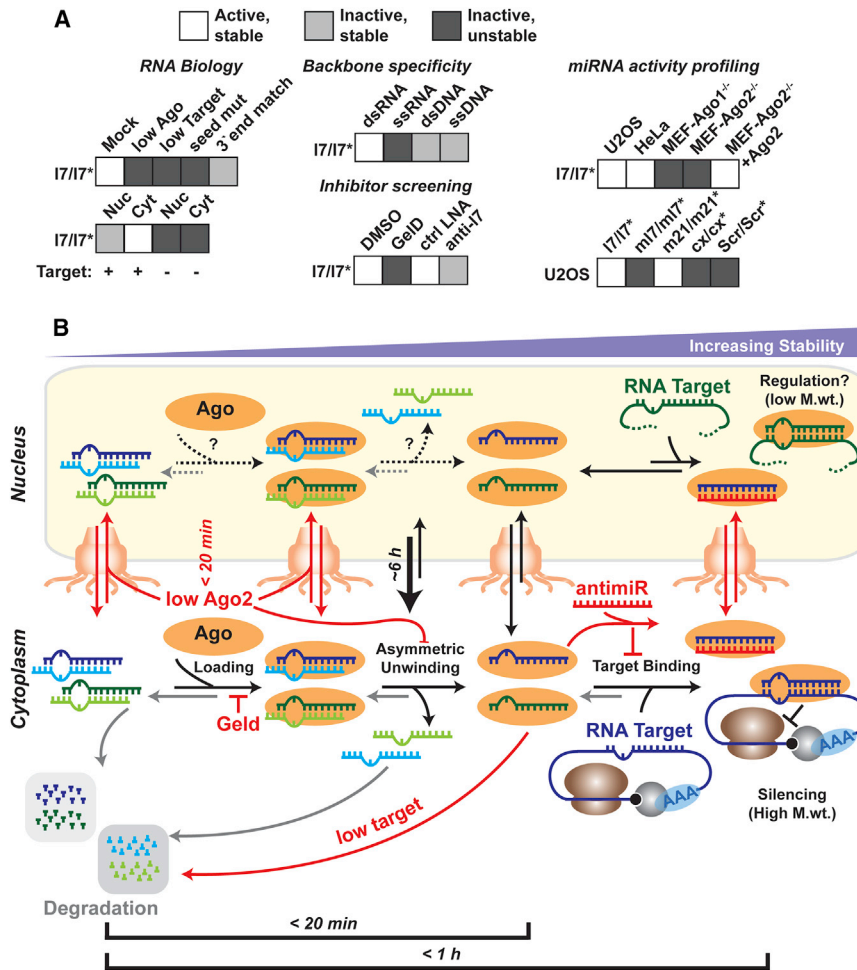 A
Active, stable
Inactive, stable
Inactive, unstable
RNA Biology
Mock
low Ago
low Target
seed mut
3' end match
I7/I7*
Nuc
Cyt
Nuc
Cyt
I7/I7*
Target: + + - -
Backbone specificity
dsRNA
ssRNA
dsDNA
ssDNA
I7/I7*
Inhibitor screening
DMSO
GelD
ctrl LNA
anti-I7
I7/I7*
miRNA activity profiling
U2OS
HeLa
MEF-Ago1-/-
MEF-Ago2-/-
MEF-Ago2-/-
+Ago2
I7/I7*
I7/I7*
ml7/ml7*
m21/m21*
cx/cx*
Scr/Scr*
U2OS
B
Increasing Stability
Nucleus
Ago
?
?
RNA Target
Regulation?
(low M.wt.)
< 20 min
low Ago2
~6 h
antimiR
Cytoplasm
Ago
Loading
Geld
Asymmetric
Unwinding
Target Binding
RNA Target
AAA
AAA
Silencing
(High M.wt.)
low target
Degradation
< 20 min
< 1 h